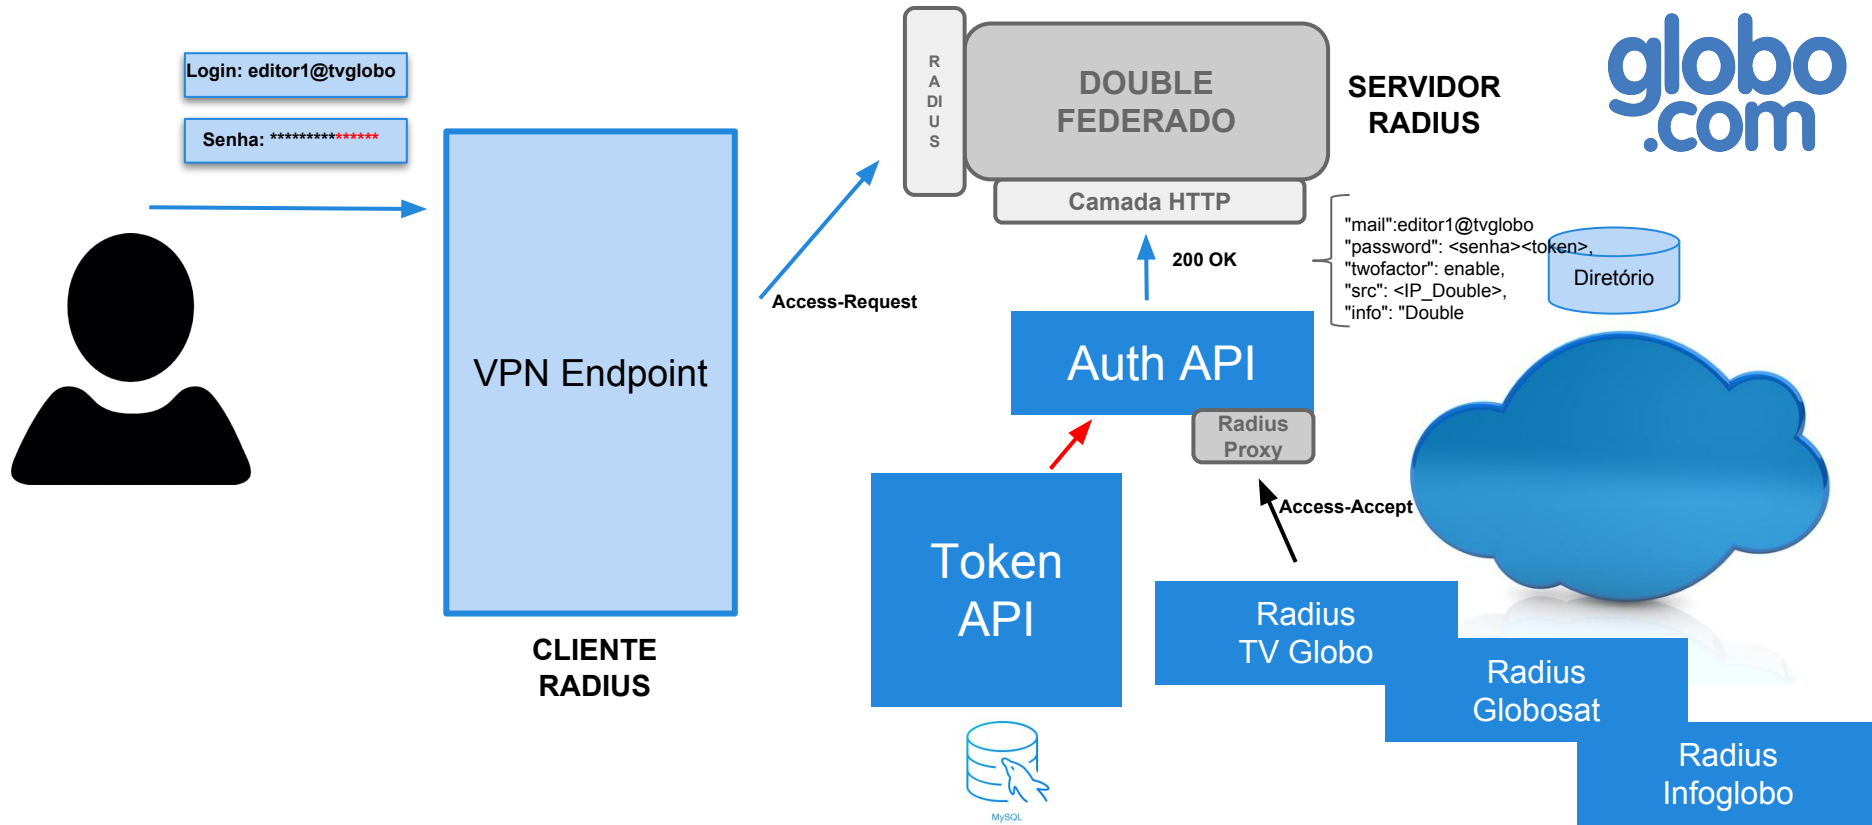 Login: editor1@tvglobo
Senha: ***************
VPN Endpoint
CLIENTE
RADIUS
Access-Request
R
A
DI
U
S
DOUBLE
FEDERADO
Camada HTTP
SERVIDOR
RADIUS
globo
.com
200 OK
"mail":editor1@tvglobo
"password": <senha><token>,
"twofactor": enable,
"src": <IP_Double>,
"info": "Double
Diretório
Auth API
Radius
Proxy
Access-Accept
Token
API
MySQL
Radius
TV Globo
Radius
Globosat
Radius
Infoglobo